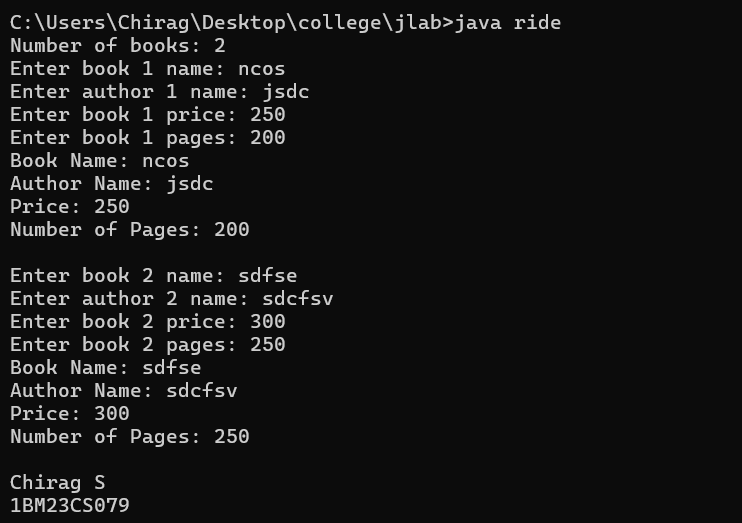 C:\Users\Chirag\Desktop\college\jlab>java ride
Number of books: 2
Enter book 1 name: ncos
Enter author 1 name: jsdc
Enter book 1 price: 250
Enter book 1 pages: 200
Book Name: ncos
Author Name: jsdc
Price: 250
Number of Pages: 200
Enter book 2 name: sdfse
Enter author 2 name: sdcfsv
Enter book 2 price: 300
Enter book 2 pages: 250
Book Name: sdfse
Author Name: sdcfsv
Price: 300
Number of Pages: 250
Chirag S
1BM23CS079